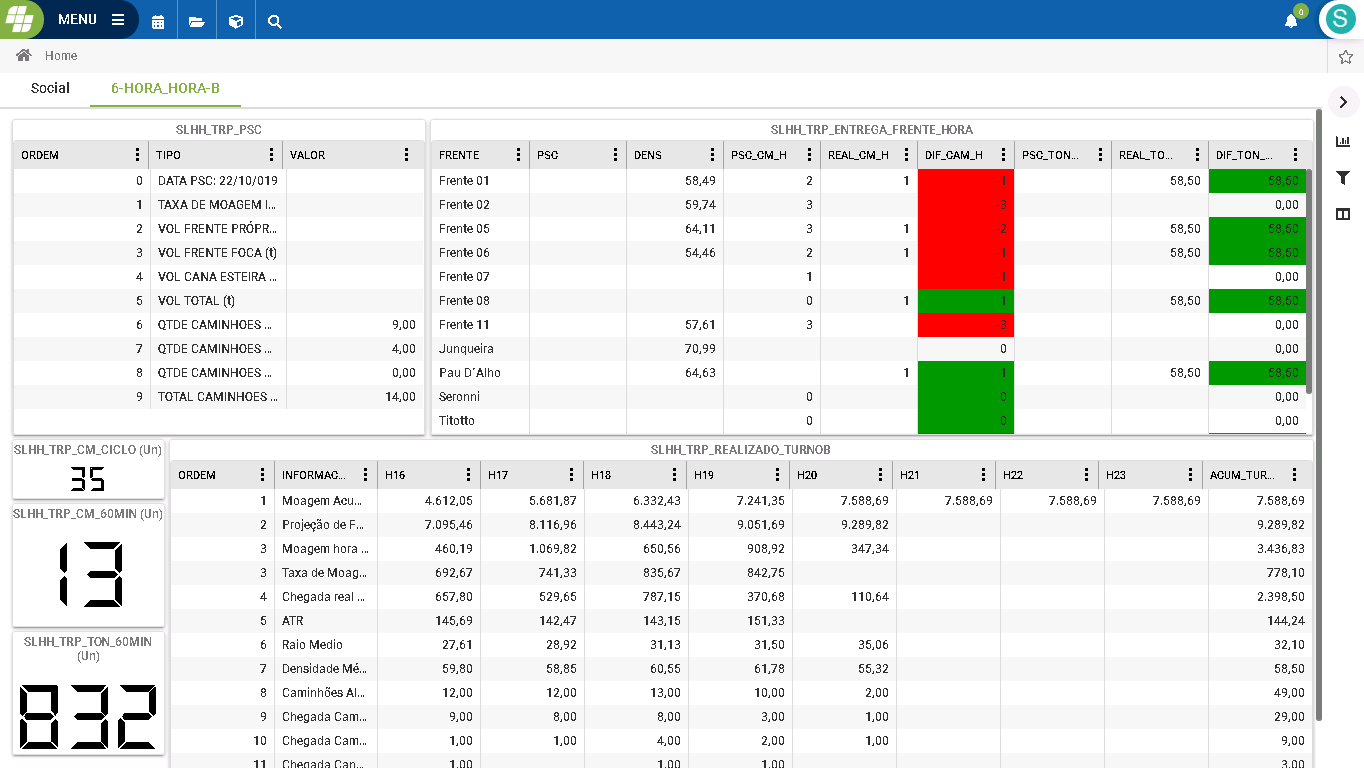 MENU
0
S
Home
Social 6-HORA_HORA-B
SLHH_TRP_PSC
ORDEM TIPO VALOR
0 DATA PSC: 22/10/019
1 TAXA DE MOAGEM I...
2 VOL FRENTE PRÓPR...
3 VOL FRENTE FOCA (t)
4 VOL CANA ESTEIRA ...
5 VOL TOTAL (t)
6 QTDE CAMINHOES ... 9,00
7 QTDE CAMINHOES ... 4,00
8 QTDE CAMINHOES ... 0,00
9 TOTAL CAMINHOES ... 14,00
SLHH_TRP_ENTREGA_FRENTE_HORA
FRENTE PSC DENS PSC_CM_H REAL_CM_H DIF_CAM_H PSC_TON... REAL_TO... DIF_TON_...
Frente 01 58,49 2 1 -1 58,50 58,50
Frente 02 59,74 3 -3 0,00
Frente 05 64,11 3 1 -2 58,50 58,50
Frente 06 54,46 2 1 -1 58,50 58,50
Frente 07 1 -1 0,00
Frente 08 0 1 1 58,50 58,50
Frente 11 57,61 3 -3 0,00
Junqueira 70,99 0 0,00
Pau D´Alho 64,63 1 1 58,50 58,50
Seronni 0 0 0,00
Titotto 0 0 0,00
SLHH_TRP_CM_CICLO (Un)
35
SLHH_TRP_CM_60MIN (Un)
13
SLHH_TRP_TON_60MIN
(Un)
832
SLHH_TRP_REALIZADO_TURNOB
ORDEM INFORMAC... H16 H17 H18 H19 H20 H21 H22 H23 ACUM_TUR...
1 Moagem Acu... 4.612,05 5.681,87 6.332,43 7.241,35 7.588,69 7.588,69 7.588,69 7.588,69 7.588,69
2 Projeção de F... 7.095,46 8.116,96 8.443,24 9.051,69 9.289,82 9.289,82
3 Moagem hora ... 460,19 1.069,82 650,56 908,92 347,34 3.436,83
3 Taxa de Moag... 692,67 741,33 835,67 842,75 778,10
4 Chegada real ... 657,80 529,65 787,15 370,68 110,64 2.398,50
5 ATR 145,69 142,47 143,15 151,33 144,24
6 Raio Medio 27,61 28,92 31,13 31,50 35,06 32,10
7 Densidade Mé... 59,80 58,85 60,55 61,78 55,32 58,50
8 Caminhões Al... 12,00 12,00 13,00 10,00 2,00 49,00
9 Chegada Cam... 9,00 8,00 8,00 3,00 1,00 29,00
10 Chegada Cam... 1,00 1,00 4,00 2,00 1,00 9,00
11 Chegada Can... 1,00 1,00 1,00 3,00